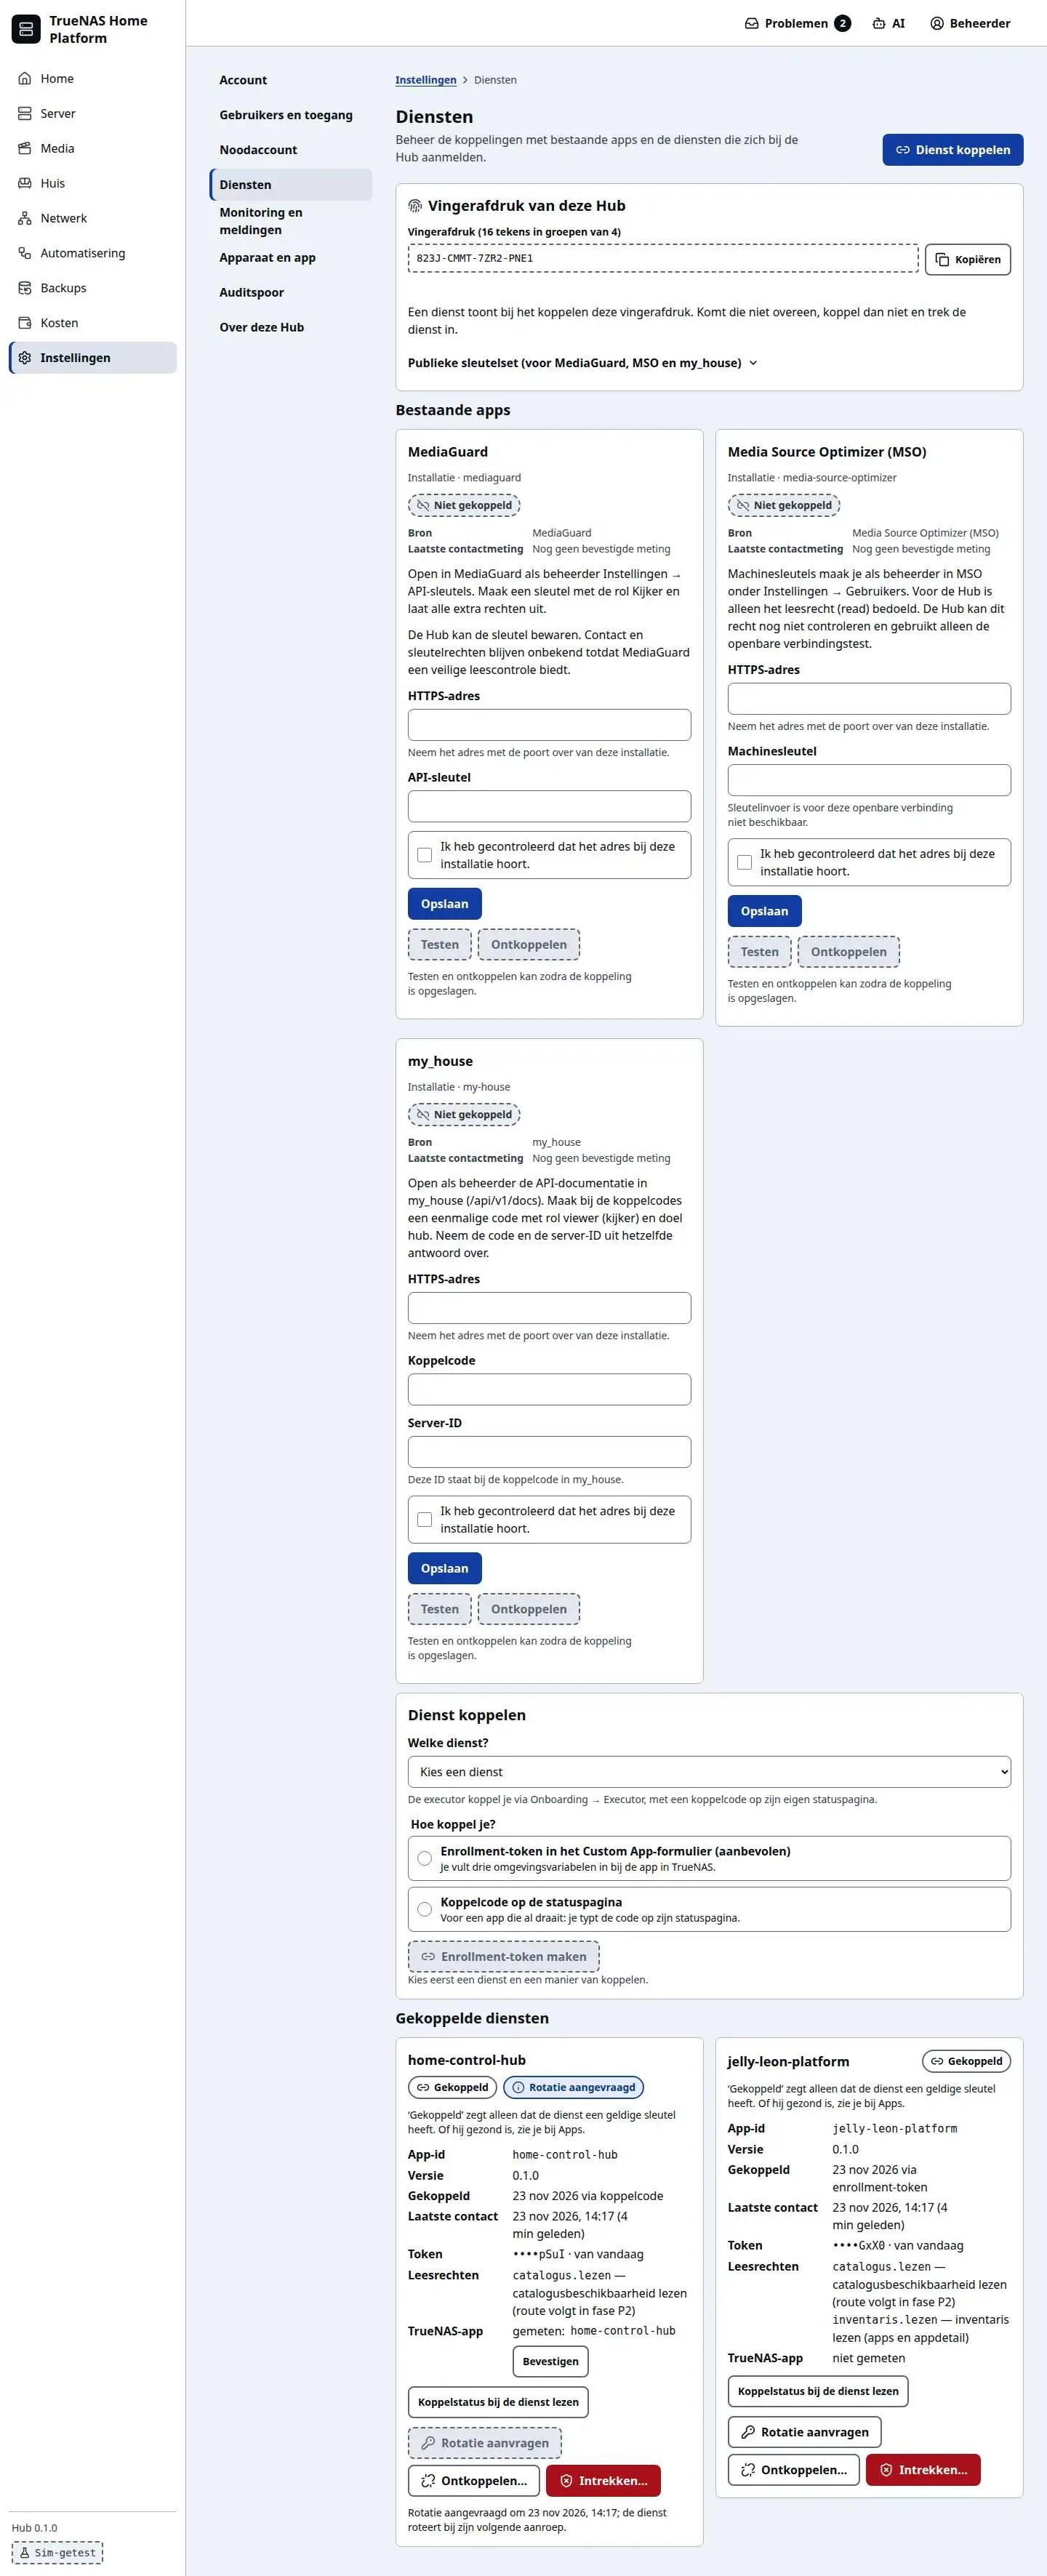 TrueNAS Home
Platform
Home
Server
Media
Huis
Netwerk
Automatisering
Backups
Kosten
Instellingen
Hub 0.1.0
Sim-getest
Problemen 2
AI
Beheerder
Account
Gebruikers en toegang
Noodaccount
Diensten
Monitoring en
meldingen
Apparaat en app
Auditspoor
Over deze Hub
Instellingen > Diensten
Diensten
Beheer de koppelingen met bestaande apps en de diensten die zich bij de
Hub aanmelden.
Dienst koppelen
Vingerafdruk van deze Hub
Vingerafdruk (16 tekens in groepen van 4)
823J-CMMT-7ZR2-PNE1
Kopiëren
Een dienst toont bij het koppelen deze vingerafdruk. Komt die niet overeen, koppel dan niet en trek de
dienst in.
Publieke sleutelset (voor MediaGuard, MSO en my_house)
Bestaande apps
MediaGuard
Installatie · mediaguard
Niet gekoppeld
Bron MediaGuard
Laatste contactmeting Nog geen bevestigde meting
Open in MediaGuard als beheerder Instellingen →
API-sleutels. Maak een sleutel met de rol Kijker en
laat alle extra rechten uit.
De Hub kan de sleutel bewaren. Contact en
sleutelrechten blijven onbekend totdat MediaGuard
een veilige leescontrole biedt.
HTTPS-adres
Neem het adres met de poort over van deze installatie.
API-sleutel
Ik heb gecontroleerd dat het adres bij deze
installatie hoort.
Opslaan
Testen
Ontkoppelen
Testen en ontkoppelen kan zodra de koppeling
is opgeslagen.
Media Source Optimizer (MSO)
Installatie · media-source-optimizer
Niet gekoppeld
Bron Media Source Optimizer (MSO)
Laatste contactmeting Nog geen bevestigde meting
Machinesleutels maak je als beheerder in MSO
onder Instellingen → Gebruikers. Voor de Hub is
alleen het leesrecht (read) bedoeld. De Hub kan dit
recht nog niet controleren en gebruikt alleen de
openbare verbindingstest.
HTTPS-adres
Neem het adres met de poort over van deze installatie.
Machinesleutel
Sleutelinvoer is voor deze openbare verbinding
niet beschikbaar.
Ik heb gecontroleerd dat het adres bij deze
installatie hoort.
Opslaan
Testen
Ontkoppelen
Testen en ontkoppelen kan zodra de koppeling
is opgeslagen.
my_house
Installatie · my-house
Niet gekoppeld
Bron my_house
Laatste contactmeting Nog geen bevestigde meting
Open als beheerder de API-documentatie in
my_house (/api/v1/docs). Maak bij de koppelcodes
een eenmalige code met rol viewer (kijker) en doel
hub. Neem de code en de server-ID uit hetzelfde
antwoord over.
HTTPS-adres
Neem het adres met de poort over van deze installatie.
Koppelcode
Server-ID
Deze ID staat bij de koppelcode in my_house.
Ik heb gecontroleerd dat het adres bij deze
installatie hoort.
Opslaan
Testen
Ontkoppelen
Testen en ontkoppelen kan zodra de koppeling
is opgeslagen.
Dienst koppelen
Welke dienst?
Kies een dienst
De executor koppel je via Onboarding → Executor, met een koppelcode op zijn eigen statuspagina.
Hoe koppel je?
Enrollment-token in het Custom App-formulier (aanbevolen)
Je vult drie omgevingsvariabelen in bij de app in TrueNAS.
Koppelcode op de statuspagina
Voor een app die al draait: je typt de code op zijn statuspagina.
Enrollment-token maken
Kies eerst een dienst en een manier van koppelen.
Gekoppelde diensten
home-control-hub
Gekoppeld
Rotatie aangevraagd
‘Gekoppeld’ zegt alleen dat de dienst een geldige sleutel
heeft. Of hij gezond is, zie je bij Apps.
App-id home-control-hub
Versie 0.1.0
Gekoppeld 23 nov 2026 via koppelcode
Laatste contact 23 nov 2026, 14:17 (4
min geleden)
Token ••••pSuI · van vandaag
Leesrechten catalogus.lezen —
catalogusbeschikbaarheid lezen
(route volgt in fase P2)
TrueNAS-app gemeten: home-control-hub
Bevestigen
Koppelstatus bij de dienst lezen
Rotatie aanvragen
Ontkoppelen...
Intrekken...
Rotatie aangevraagd om 23 nov 2026, 14:17; de dienst
roteert bij zijn volgende aanroep.
jelly-leon-platform
Gekoppeld
‘Gekoppeld’ zegt alleen dat de dienst een geldige sleutel
heeft. Of hij gezond is, zie je bij Apps.
App-id jelly-leon-platform
Versie 0.1.0
Gekoppeld 23 nov 2026 via
enrollment-token
Laatste contact 23 nov 2026, 14:17 (4
min geleden)
Token ••••GxX0 · van vandaag
Leesrechten catalogus.lezen —
catalogusbeschikbaarheid lezen
(route volgt in fase P2)
inventaris.lezen — inventaris
lezen (apps en appdetail)
TrueNAS-app niet gemeten
Koppelstatus bij de dienst lezen
Rotatie aanvragen
Ontkoppelen...
Intrekken...